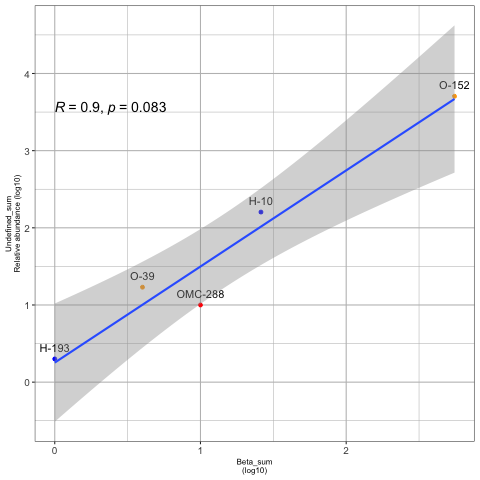 O-152
4
R = 0.9, p = 0.083
3
H-10
2
O-39
OMC-288
1
H-193
0
Undefined_sum
Relative abundance (log10)
0 1 2
Beta_sum
(log10)